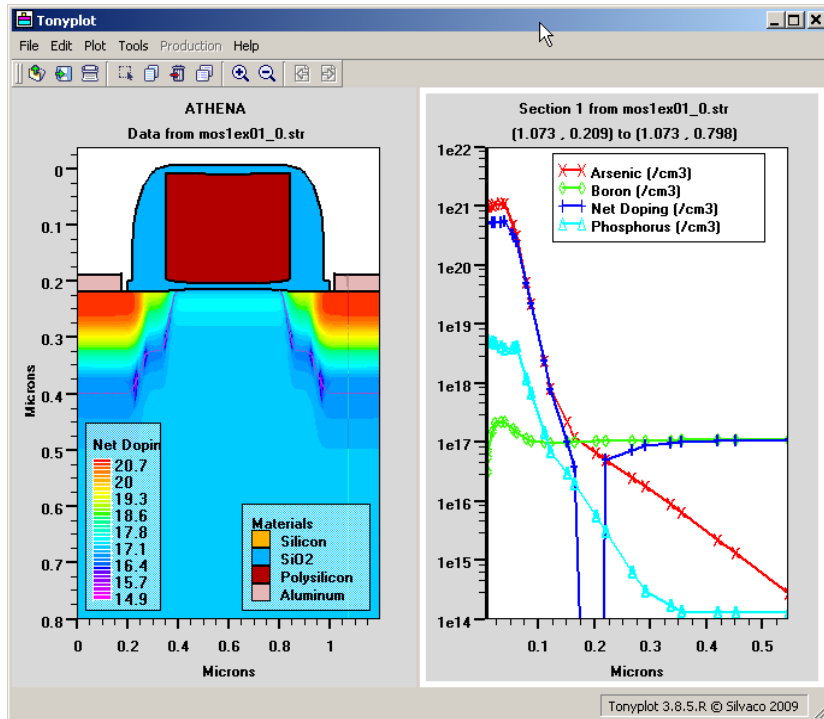 Tonyplot
File Edit Plot Tools Production Help
ATHENA
Data from mos1ex01_0.str
0
0.1
0.2
0.3
0.4
0.5
0.6
0.7
0.8
Microns
0 0.2 0.4 0.6 0.8 1
Microns
Net Dopin
20.7
20
19.3
18.6
17.8
17.1
16.4
15.7
14.9
Materials
Silicon
SiO2
Polysilicon
Aluminum
Section 1 from mos1ex01_0.str
(1.073 , 0.209) to (1.073 , 0.798)
1e22
1e21
1e20
1e19
1e18
1e17
1e16
1e15
1e14
Arsenic (/cm3)
Boron (/cm3)
Net Doping (/cm3)
Phosphorus (/cm3)
0.1 0.2 0.3 0.4 0.5
Microns
Tonyplot 3.8.5.R © Silvaco 2009